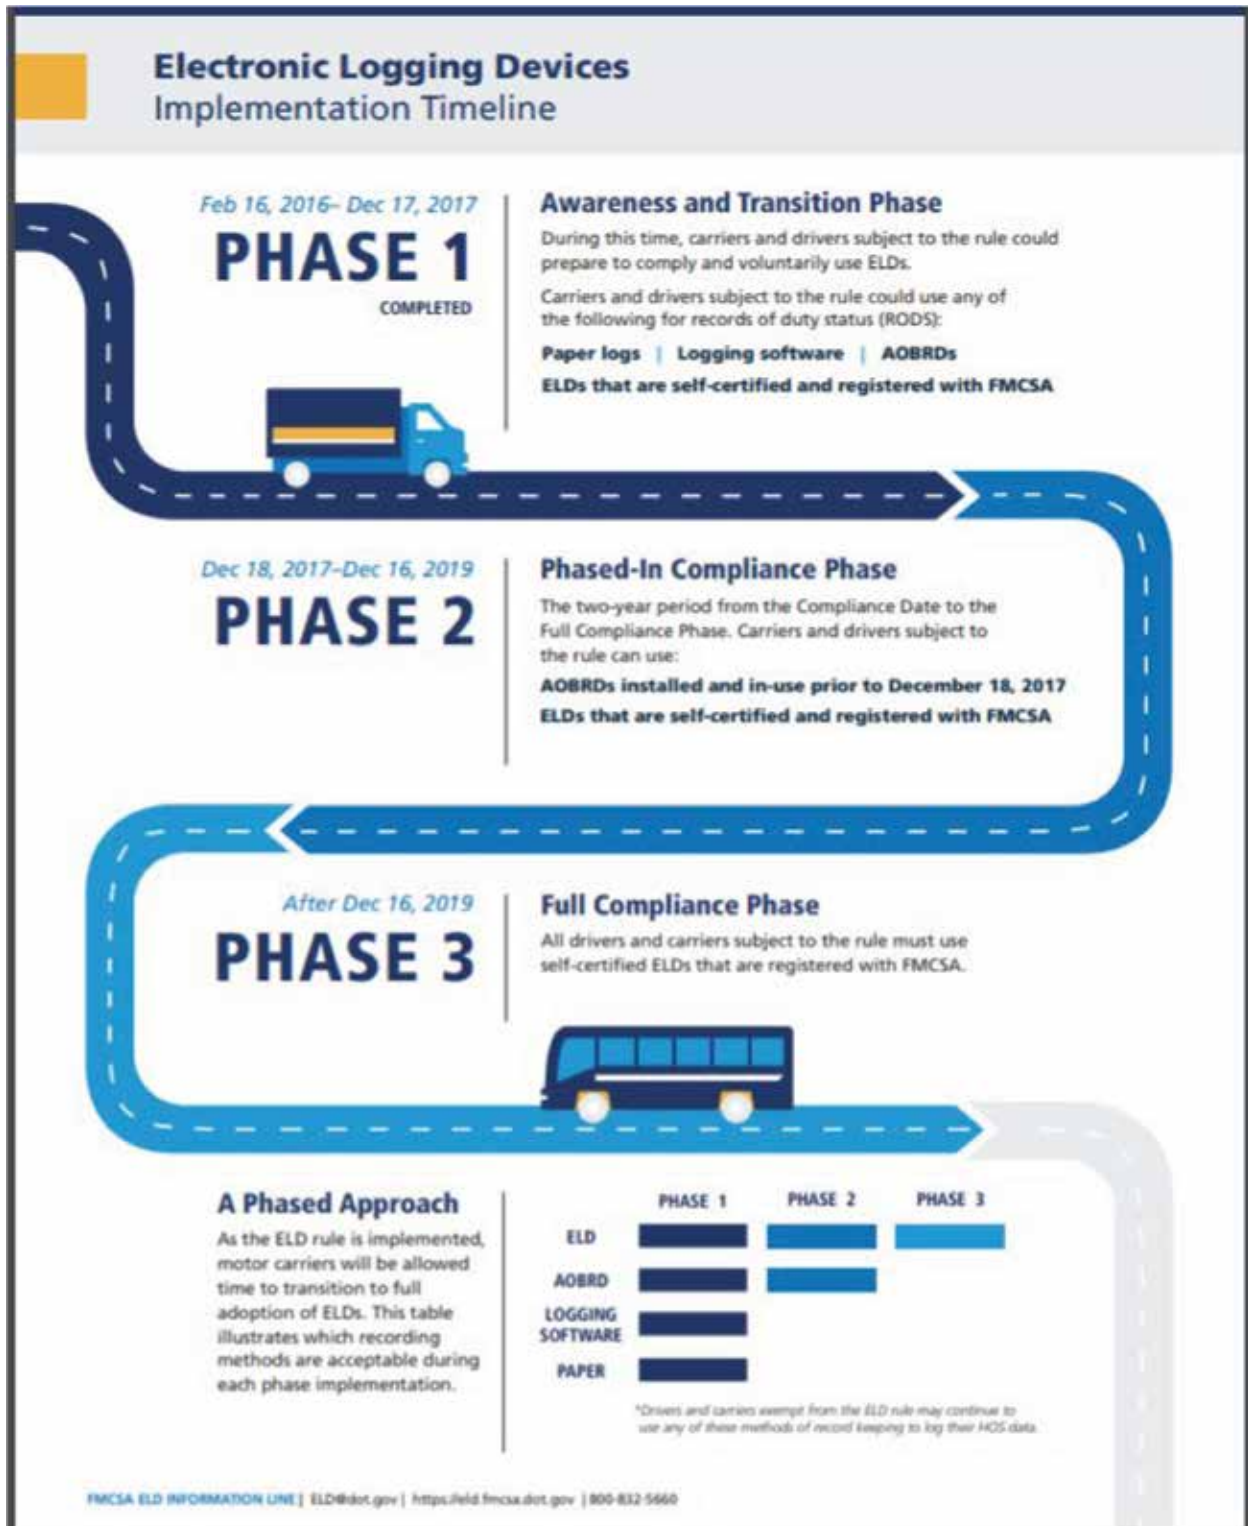 Electronic Logging Devices
Implementation Timeline
Feb 16, 2016– Dec 17, 2017
PHASE 1
COMPLETED
Awareness and Transition Phase
During this time, carriers and drivers subject to the rule could
prepare to comply and voluntarily use ELDs.
Carriers and drivers subject to the rule could use any of
the following for records of duty status (RODS):
Paper logs | Logging software | AOBRDs
ELDs that are self-certified and registered with FMCSA
Dec 18, 2017–Dec 16, 2019
PHASE 2
Phased-In Compliance Phase
The two-year period from the Compliance Date to the
Full Compliance Phase. Carriers and drivers subject to
the rule can use:
AOBRDs installed and in-use prior to December 18, 2017
ELDs that are self-certified and registered with FMCSA
After Dec 16, 2019
PHASE 3
Full Compliance Phase
All drivers and carriers subject to the rule must use
self-certified ELDs that are registered with FMCSA.
A Phased Approach
As the ELD rule is implemented,
motor carriers will be allowed
time to transition to full
adoption of ELDs. This table
illustrates which recording
methods are acceptable during
each phase implementation.
PHASE 1 PHASE 2 PHASE 3
ELD
AOBRD
LOGGING
SOFTWARE
PAPER
*Drivers and carriers exempt from the ELD rule may continue to
use any of these methods of record keeping to log their HOS data.
FMCSA ELD INFORMATION LINE | ELD@dot.gov | https://eld.fmcsa.dot.gov | 800-832-5660